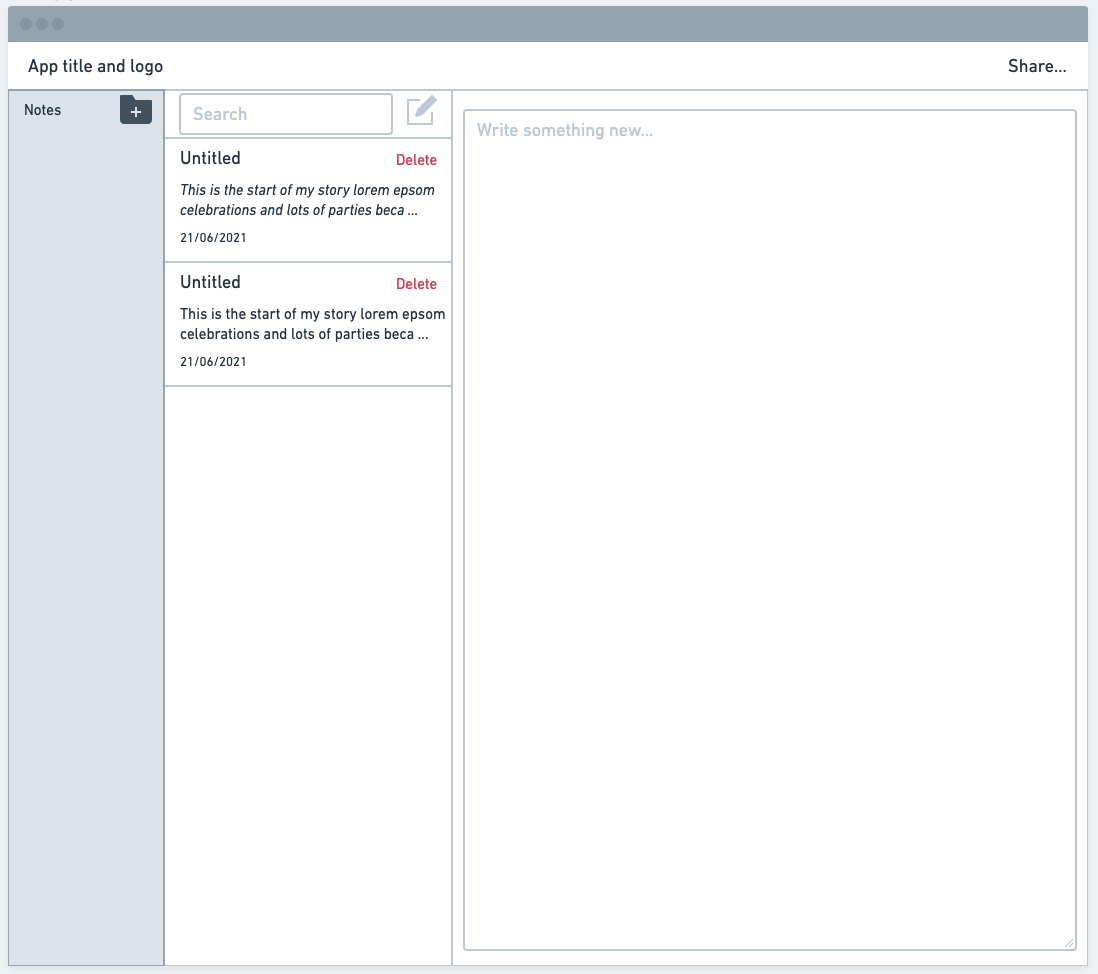 App title and logo
Share...
Notes
Search
Untitled
Delete
This is the start of my story lorem epsom
celebrations and lots of parties beca ...
21/06/2021
Untitled
Delete
This is the start of my story lorem epsom
celebrations and lots of parties beca ...
21/06/2021
Write something new...